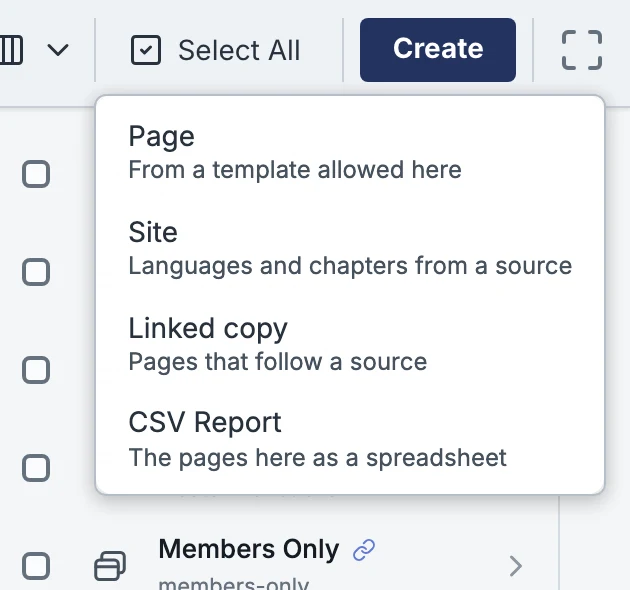 Select All
Create
Page
From a template allowed here
Site
Languages and chapters from a source
Linked copy
Pages that follow a source
CSV Report
The pages here as a spreadsheet
Members Only
members-only